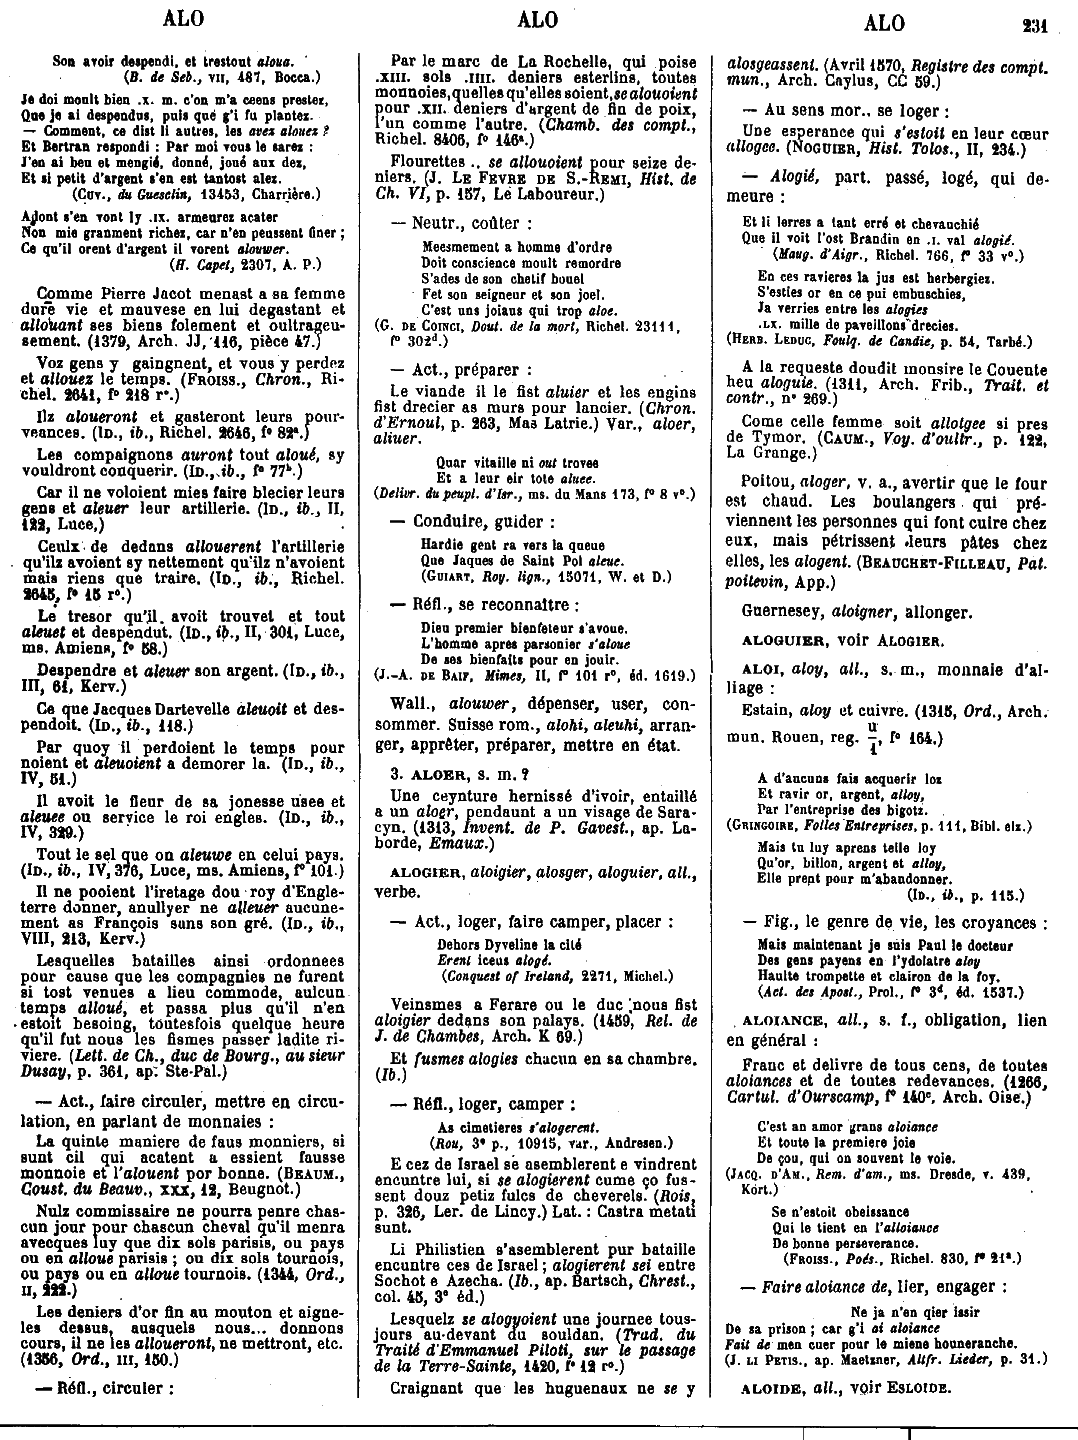 ALO
ALO
ALO
231
Son avoir despendi, et trestout aloua.
(B. de Seb., VII, 487, Bocca.)
Je doi moult bien .x. m. c'on m'a ceens prestez,
Que je ai despendus, puis que g'i fu plantez.
— Comment, ce dist li autres, les avez alouez ?
Et Bertran respondi : Par moi vous le sarez :
J'en ai beu et mengié, donné, joué aux dez,
Et si petit d'argent s'en est tantost alez.
(Cuv., du Guesclin, 13453, Charrière.)
Adont s'en vont ly .ix. armeurez acater
Non mie granment richez, car n'en peussent finer ;
Ce qu'il orent d'argent il vorent alouwer.
(H. Capet, 2307, A. P.)
Comme Pierre Jacot menast a sa femme
dure vie et mauvese en lui degastant et
allouant ses biens folement et oultrageu-
sement. (1379, Arch. JJ, 116, pièce 47.)
Voz gens y gaingnent, et vous y perdez
et allouez le temps. (FROISS., Chron., Ri-
chel. 2641, f° 218 r°.)
Ilz aloueront et gasteront leurs pour-
veances. (ID., ib., Richel. 2646, f° 82ª.)
Les compaignons auront tout aloué, sy
vouldront conquerir. (ID., ib., f° 77ᵇ.)
Car il ne voloient mies faire blecier leurs
gens et aleuer leur artillerie. (ID., ib., II,
122, Luce.)
Ceulx de dedans allouerent l'artillerie
qu'ilz avoient sy nettement qu'ilz n'avoient
mais riens que traire. (ID., ib., Richel.
2645, f° 15 r°.)
Le tresor qu'il avoit trouvet et tout
aleuet et despendut. (ID., ib., II, 301, Luce,
ms. Amiens, f° 58.)
Despendre et aleuer son argent. (ID., ib.,
III, 61, Kerv.)
Ce que Jacques Dartevelle aleuoit et des-
pendoit. (ID., ib., 118.)
Par quoy il perdoient le temps pour
noient et aleuoient a demorer la. (ID., ib.,
IV, 51.)
Il avoit le fleur de sa jonesse usee et
aleuee ou service le roi engles. (ID., ib.,
IV, 329.)
Tout le sel que on aleuwe en celui pays.
(ID., ib., IV, 376, Luce, ms. Amiens, f° 101.)
Il ne pooient l'iretage dou roy d'Engle-
terre donner, anullyer ne alleuer aucune-
ment as François sans son gré. (ID., ib.,
VIII, 213, Kerv.)
Lesquelles batailles ainsi ordonnees
pour cause que les compagnies ne furent
si tost venues a lieu commode, aulcun
temps alloué, et passa plus qu'il n'en
estoit besoing, toutesfois quelque heure
qu'il fut nous les fismes passer ladite ri-
viere. (Lett. de Ch., duc de Bourg., au sieur
Dusay, p. 361, ap. Ste-Pal.)
— Act., faire circuler, mettre en circu-
lation, en parlant de monnaies :
La quinte maniere de faus monniers, si
sunt cil qui acatent a essient fausse
monnoie et l'alouent por bonne. (BEAUM.,
Coust. du Beauv., XXX, 12, Beugnot.)
Nulz commissaire ne pourra penre chas-
cun jour pour chascun cheval qu'il menra
avecques luy que dix sols parisis, ou pays
ou en alloue parisis ; ou dix sols tournois,
ou pays ou en alloue tournois. (1344, Ord.,
II, 222.)
Les deniers d'or fin au mouton et aigne-
les dessus, ausquels nous... donnons
cours, il ne les alloueront, ne mettront, etc.
(1356, Ord., III, 150.)
— Réfl., circuler :
Par le marc de La Rochelle, qui poise
.XIII. sols .IIII. deniers esterlins, toutes
monnoies, quelles qu'elles soient, se alouoient
pour .XII. deniers d'argent de fin de poix,
l'un comme l'autre. (Chamb. des compt.,
Richel. 8406, f° 146ª.)
Flourettes .. se allouoient pour seize de-
niers. (J. LE FEVRE DE S.-REMI, Hist. de
Ch. VI, p. 157, Le Laboureur.)
— Neutr., coûter :
Meesmement a homme d'ordre
Doit conscience moult remordre
S'ades de son chetif bouel
Fet son seigneur et son joel.
C'est uns joiaus qui trop aloe.
(G. DE COINCI, Dout. de la mort, Richel. 23111,
f° 302ᵈ.)
— Act., préparer :
Le viande il le fist aluier et les engins
fist drecier as murs pour lancier. (Chron.
d'Ernoul, p. 263, Mas Latrie.) Var., aloer,
aliuer.
Quar vitaille ni out trovee
Et a leur eir tote aluee.
(Delivr. du peupl. d'Isr., ms. du Mans 173, f° 8 v°.)
— Conduire, guider :
Hardie gent ra vers la queue
Que Jaques de Saint Pol aleue.
(GUIART, Roy. lign., 15071, W. et D.)
— Réfl., se reconnaître :
Dieu premier bienfeteur s'avoue.
L'homme apres parsonier s'aloue
De ses bienfaits pour en jouir.
(J.-A. DE BAIF, Mimes, II, f° 101 r°, éd. 1619.)
Wall., alouwer, dépenser, user, con-
sommer. Suisse rom., alohi, aleuhi, arran-
ger, apprêter, préparer, mettre en état.
3. ALOER, s. m. ?
Une ceynture hernissé d'ivoir, entaillé
a un aloer, pendaunt a un visage de Sara-
cyn. (1313, Invent. de P. Gavest., ap. La-
borde, Emaux.)
ALOGIER, aloigier, alosger, aloguier, all.,
verbe.
— Act., loger, faire camper, placer :
Dehors Dyveline la cité
Erent iceus alogé.
(Conquest of Ireland, 2271, Michel.)
Veinsmes a Ferare ou le duc nous fist
aloigier dedans son palays. (1459, Rel. de
J. de Chambes, Arch. K 69.)
Et fusmes alogies chacun en sa chambre.
(Ib.)
— Réfl., loger, camper :
As cimetieres s'alogerent.
(Rou, 3ᵉ p., 10915, var., Andresen.)
E cez de Israel se asemblerent e vindrent
encuntre lui, si se alogierent cume ço fus-
sent douz petiz fulcs de cheverels. (Rois,
p. 326, Ler. de Lincy.) Lat. : Castra metati
sunt.
Li Philistien s'asemblerent pur bataille
encuntre ces de Israel ; alogierent sei entre
Sochot e Azecha. (Ib., ap. Bartsch, Chrest.,
col. 45, 3ᵉ éd.)
Lesquelz se alogyoient une journee tous-
jours au-devant du souldan. (Trad. du
Traité d'Emmanuel Piloti, sur le passage
de la Terre-Sainte, 1420, f° 12 r°.)
Craignant que les huguenaux ne se y
alosgeassent. (Avril 1570, Registre des compt.
mun., Arch. Caylus, CC 59.)
— Au sens mor.. se loger :
Une esperance qui s'estoit en leur cœur
allogee. (NOGUIER, Hist. Tolos., II, 234.)
— Alogié, part. passé, logé, qui de-
meure :
Et li lerres a tant erré et chevauchié
Que il voit l'ost Brandin en .I. val alogié.
(Maug. d'Aigr., Richel. 766, f° 33 v°.)
En ces ravieres la jus est herbergiez.
S'esties or en ce pui embuschies,
Ja verries entre les alogies
.LX. mille de paveillons drecies.
(HERB. LEDUC, Foulq. de Candie, p. 54, Tarbé.)
A la requeste doudit monsire le Couente
heu aloguie. (1311, Arch. Frib., Trait. et
contr., n° 269.)
Come celle femme soit allotgee si pres
de Tymor. (CAUM., Voy. d'oultr., p. 122,
La Grange.)
Poitou, aloger, v. a., avertir que le four
est chaud. Les boulangers qui pré-
viennent les personnes qui font cuire chez
eux, mais pétrissent leurs pâtes chez
elles, les alogent. (BEAUCHET-FILLEAU, Pat.
poitevin, App.)
Guernesey, aloigner, allonger.
ALOGUIER, voir ALOGIER.
ALOI, aloy, all., s. m., monnaie d'al-
liage :
Estain, aloy et cuivre. (1315, Ord., Arch.
mun. Rouen, reg. u/1, f° 164.)
A d'aucuns fais acquerir loz
Et ravir or, argent, alloy,
Par l'entreprise des bigotz.
(GRINGOIRE, Folles Entreprises, p. 111, Bibl. elz.)
Mais tu luy aprens telle loy
Qu'or, billon, argent et alloy,
Elle prent pour m'abandonner.
(ID., ib., p. 115.)
— Fig., le genre de vie, les croyances :
Mais maintenant je suis Paul le docteur
Des gens payens en l'ydolatre aloy
Haulte trompette et clairon de la foy.
(Act. des Apost., Prol., f° 3ᵈ, éd. 1537.)
ALOIANCE, all., s. f., obligation, lien
en général :
Franc et delivre de tous cens, de toutes
aloiances et de toutes redevances. (1266,
Cartul. d'Ourscamp, f° 140ᶜ, Arch. Oise.)
C'est an amor grans aloiance
Et toute la premiere joie
De çou, qui on souvent le voie.
(JACQ. D'AM., Rem. d'am., ms. Dresde, v. 439,
Kört.)
Se n'estoit obeissance
Qui le tient en l'alloiance
De bonne perseverance.
(FROISS., Poés., Richel. 830, f° 21ª.)
— Faire aloiance de, lier, engager :
Ne ja n'en qier issir
De sa prison ; car g'i ai aloiance
Fait de men cuer pour le miens houneranche.
(J. LI PETIS., ap. Maetzner, Altfr. Lieder, p. 31.)
ALOIDE, all., voir ESLOIDE.